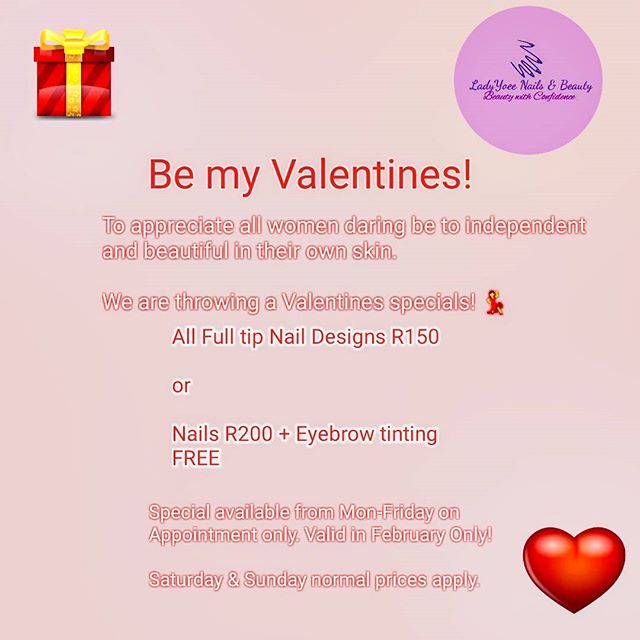 LadyYoee Nails & Beauty
Beauty with Confidence
Be my Valentines!
To appreciate all women daring be to independent
and beautiful in their own skin.
We are throwing a Valentines specials! 💃
All Full tip Nail Designs R150
or
Nails R200 + Eyebrow tinting
FREE
Special available from Mon-Friday on
Appointment only. Valid in February Only!
Saturday & Sunday normal prices apply.